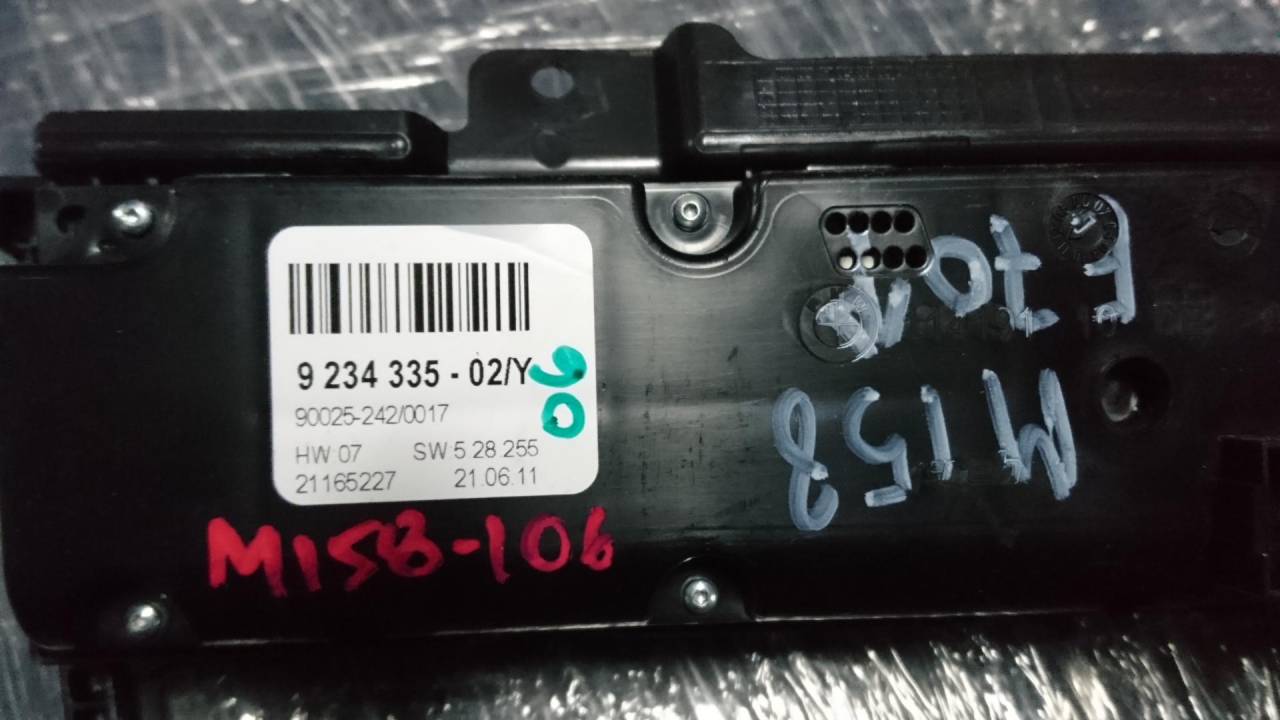 9 234 335 - 02/Y
90025-242/0017
HW 07 SW 5 28 255
21165227 21.06.11
90
M158-106
M158